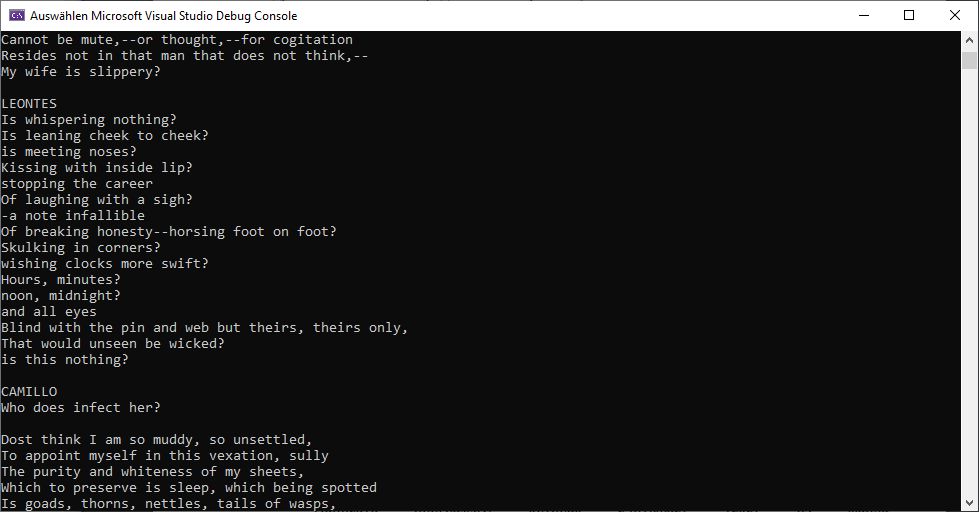 Auswählen Microsoft Visual Studio Debug Console
Cannot be mute,--or thought,--for cogitation
Resides not in that man that does not think,--
My wife is slippery?

LEONTES
Is whispering nothing?
Is leaning cheek to cheek?
is meeting noses?
Kissing with inside lip?
stopping the career
Of laughing with a sigh?
-a note infallible
Of breaking honesty--horsing foot on foot?
Skulking in corners?
wishing clocks more swift?
Hours, minutes?
noon, midnight?
and all eyes
Blind with the pin and web but theirs, theirs only,
That would unseen be wicked?
is this nothing?

CAMILLO
Who does infect her?

Dost think I am so muddy, so unsettled,
To appoint myself in this vexation, sully
The purity and whiteness of my sheets,
Which to preserve is sleep, which being spotted
Is goads, thorns, nettles, tails of wasps,